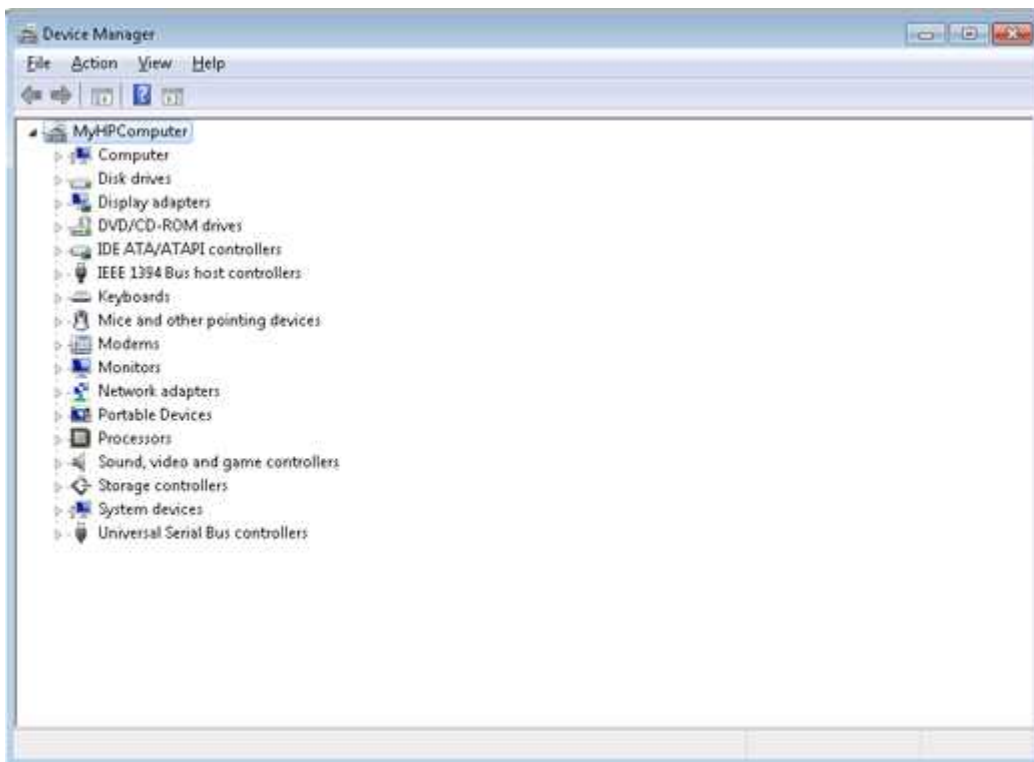 Device Manager
File Action View Help
MyHPComputer
Computer
Disk drives
Display adapters
DVD/CD-ROM drives
IDE ATA/ATAPI controllers
IEEE 1394 Bus host controllers
Keyboards
Mice and other pointing devices
Modems
Monitors
Network adapters
Portable Devices
Processors
Sound, video and game controllers
Storage controllers
System devices
Universal Serial Bus controllers